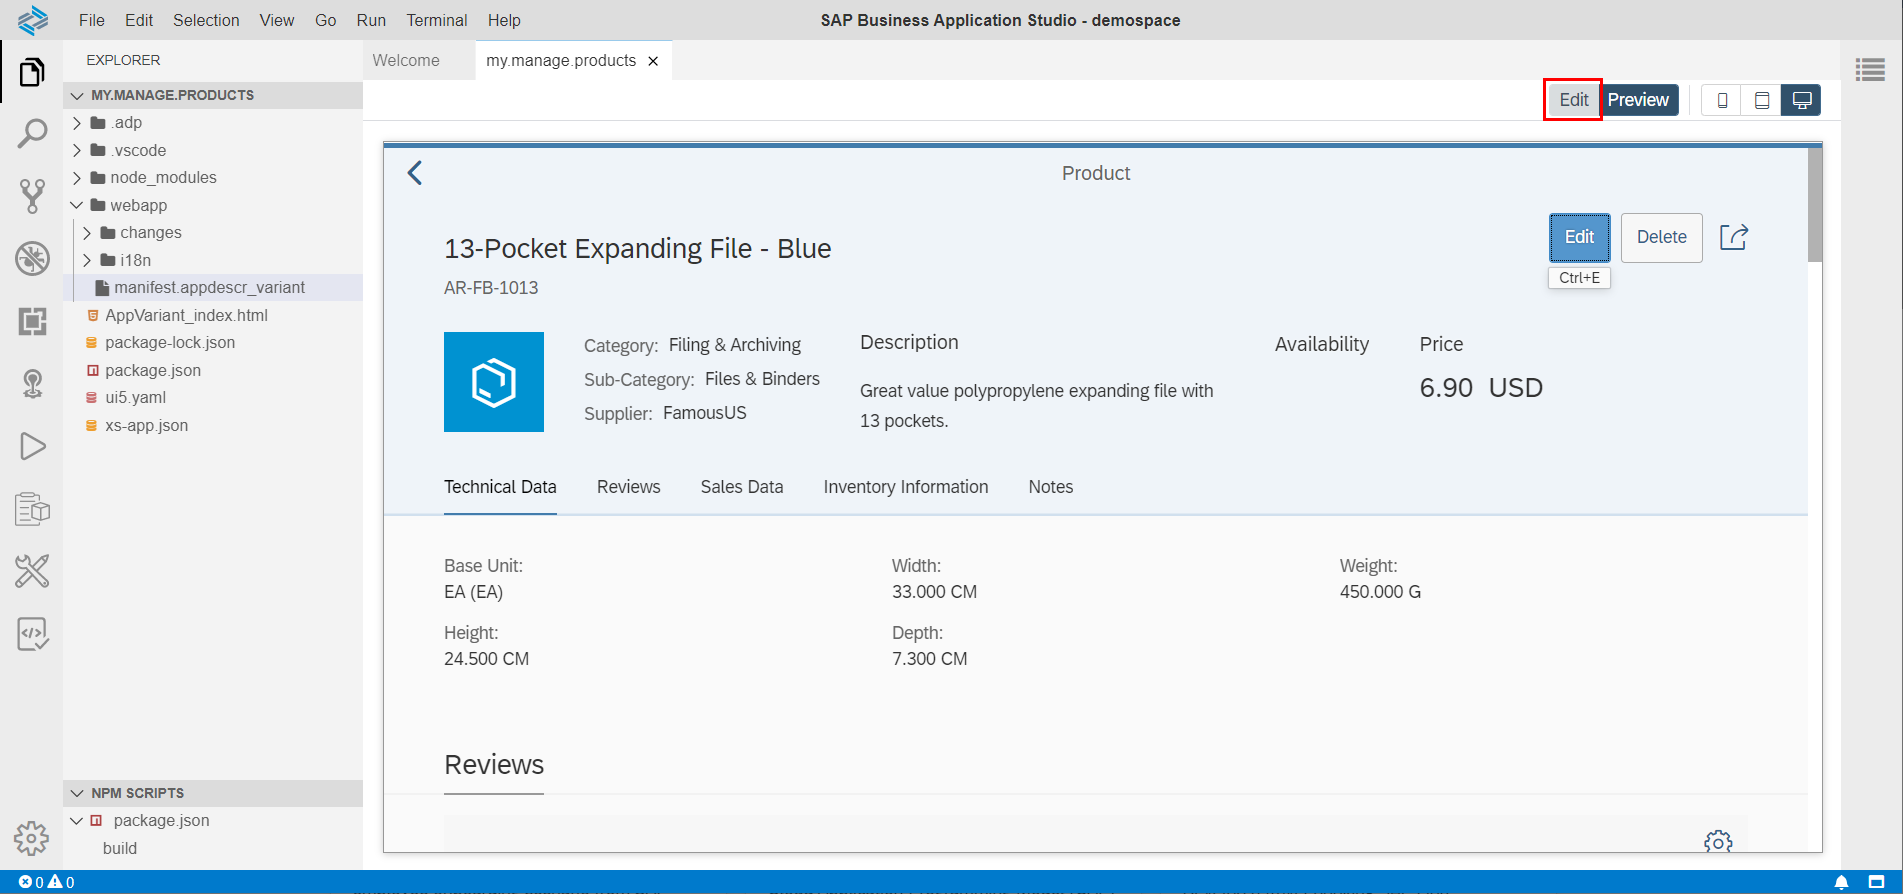 File Edit Selection View Go Run Terminal Help
SAP Business Application Studio - demospace
EXPLORER
Welcome
my.manage.products
MY.MANAGE.PRODUCTS
.adp
.vscode
node_modules
webapp
changes
i18n
manifest.appdescr_variant
AppVariant_index.html
package-lock.json
package.json
ui5.yaml
xs-app.json
NPM SCRIPTS
package.json
build
Edit Preview
Product
13-Pocket Expanding File - Blue
AR-FB-1013
Edit Delete
Ctrl+E
Category: Filing & Archiving
Sub-Category: Files & Binders
Supplier: FamousUS
Description
Great value polypropylene expanding file with
13 pockets.
Availability
Price
6.90 USD
Technical Data Reviews Sales Data Inventory Information Notes
Base Unit:
EA (EA)
Width:
33.000 CM
Weight:
450.000 G
Height:
24.500 CM
Depth:
7.300 CM
Reviews
0 0